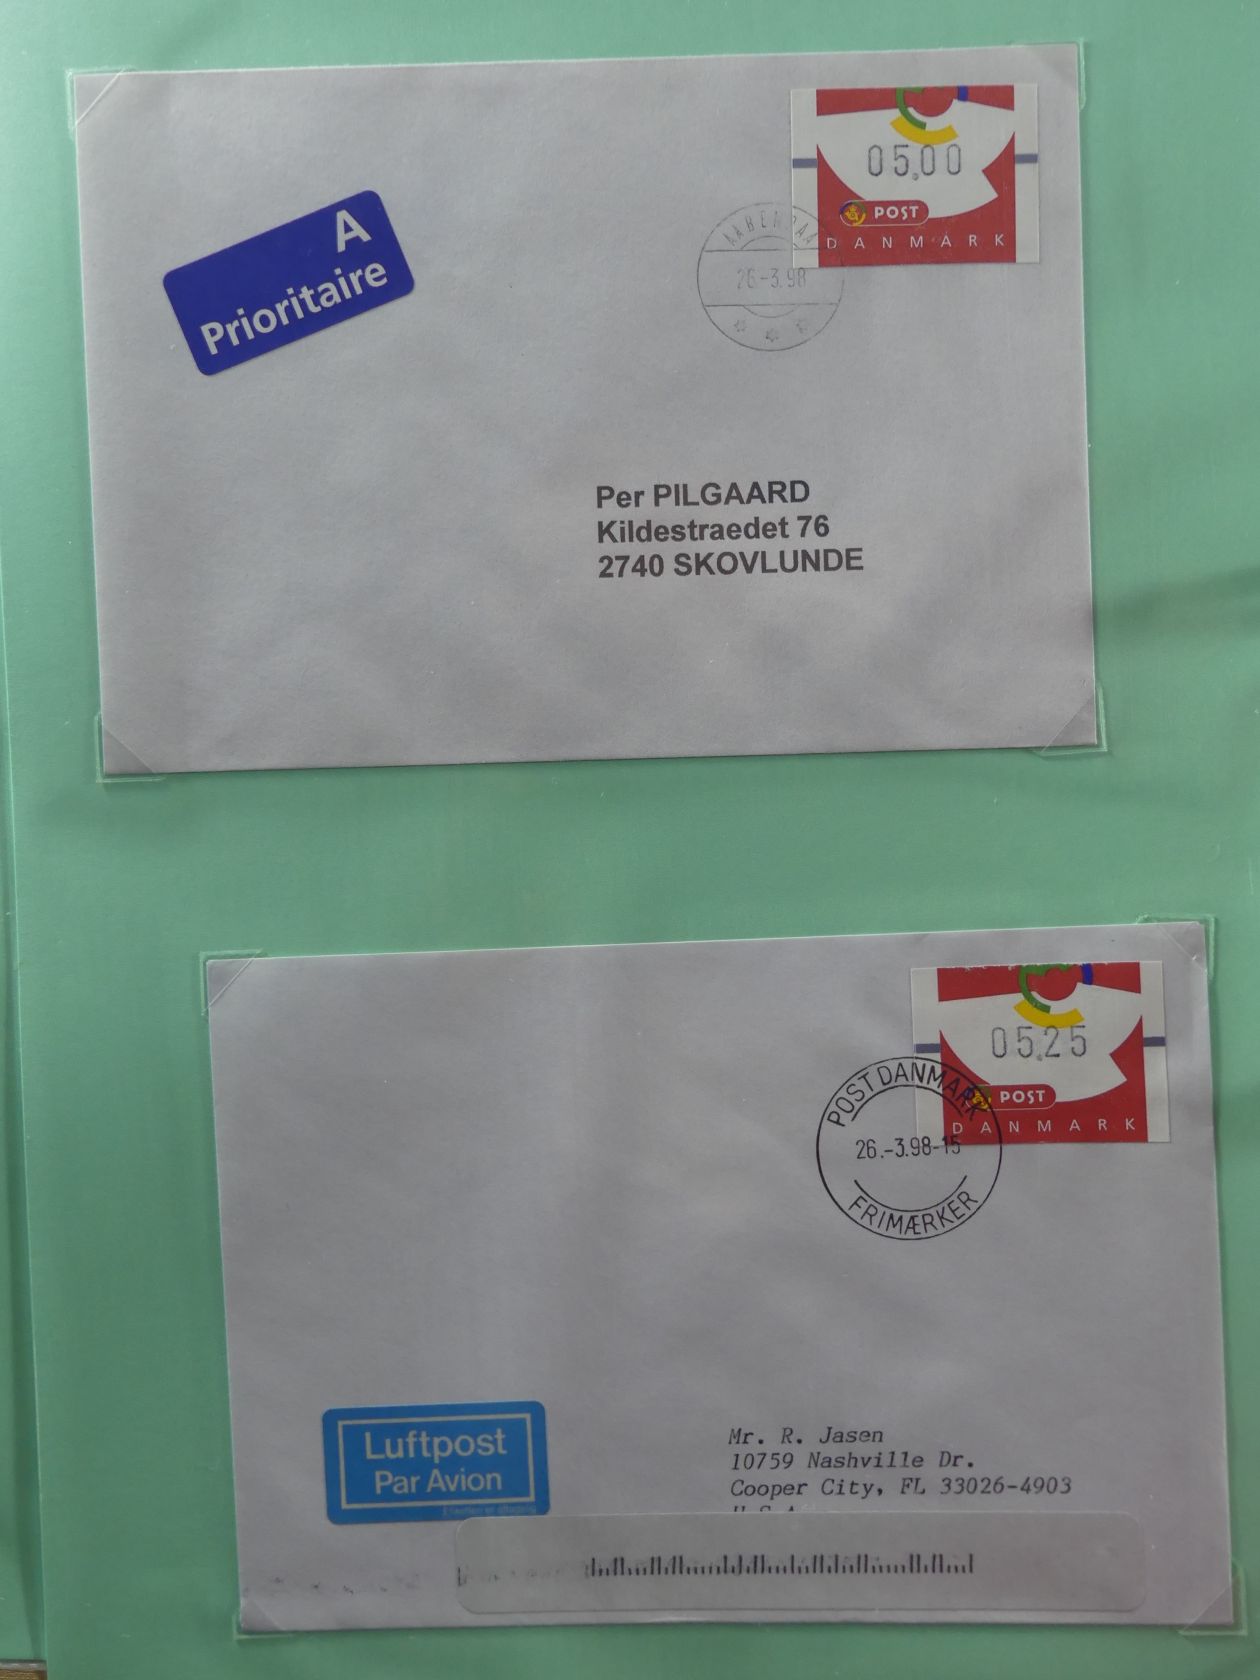 05,00
POST
DANMARK
AABENRAA
26.-3.98
A
Prioritaire
Per PILGAARD
Kildestraedet 76
2740 SKOVLUNDE
05,25
POST
DANMARK
POST DANMARK
26.-3.98-15
FRIMÆRKER
Luftpost
Par Avion
Mr. R. Jasen
10759 Nashville Dr.
Cooper City, FL 33026-4903